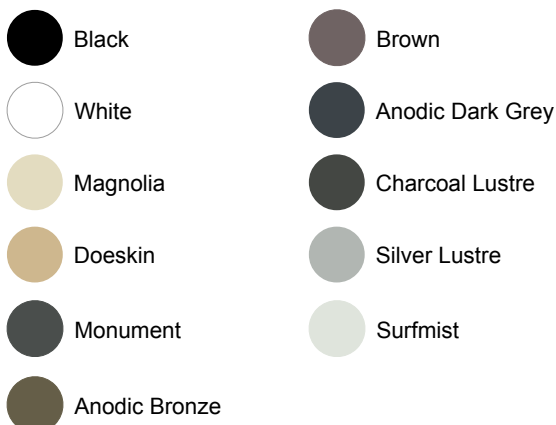 Black
White
Magnolia
Doeskin
Monument
Anodic Bronze
Brown
Anodic Dark Grey
Charcoal Lustre
Silver Lustre
Surfmist